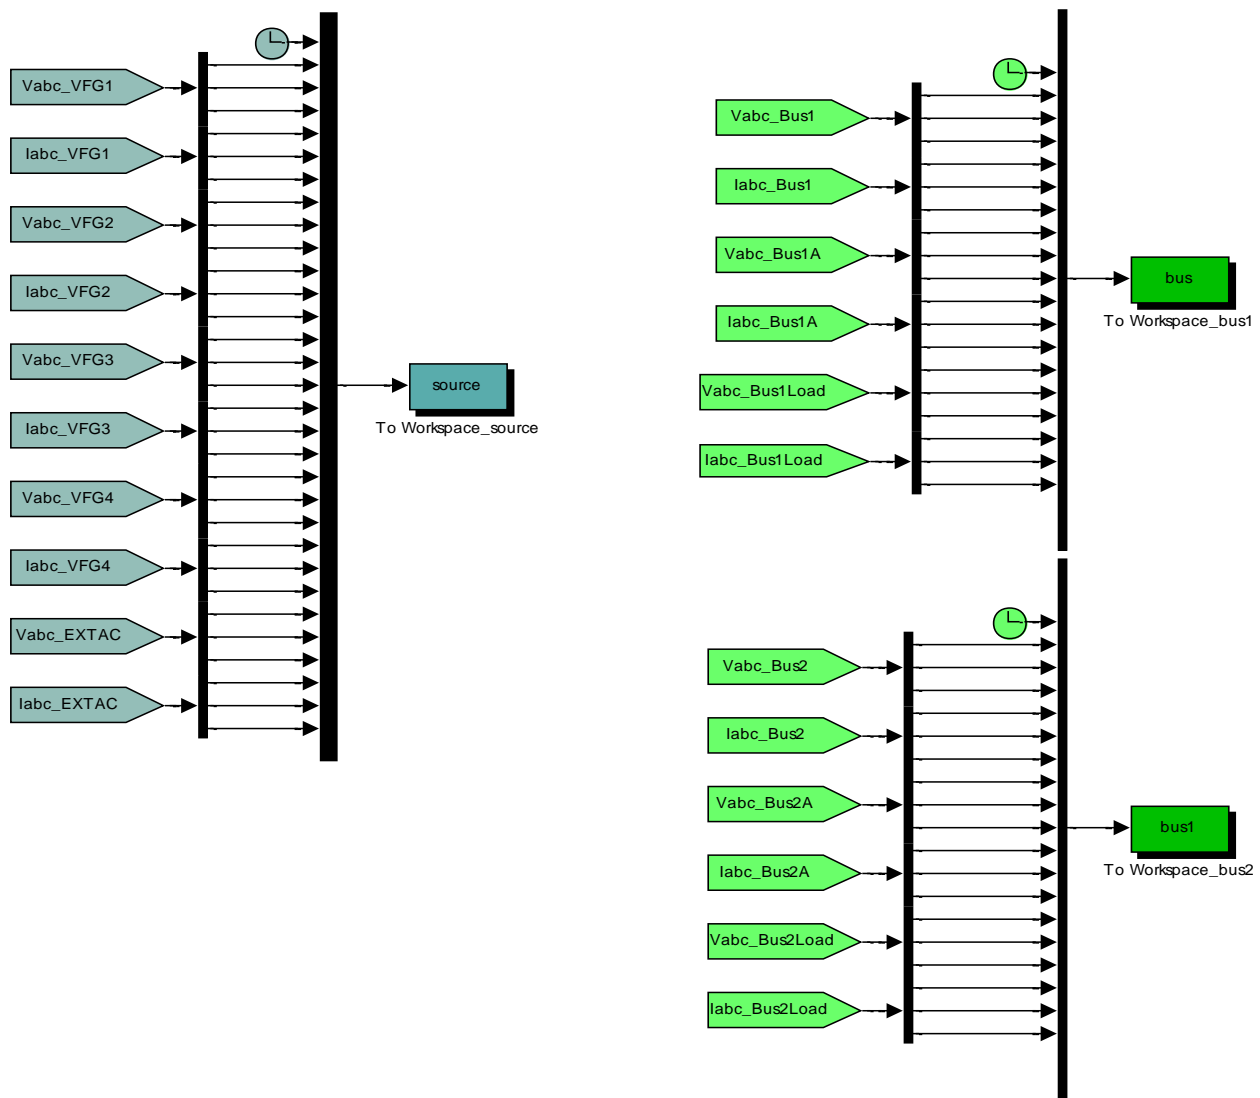 Vabc_VFG1
Iabc_VFG1
Vabc_VFG2
Iabc_VFG2
Vabc_VFG3
Iabc_VFG3
Vabc_VFG4
Iabc_VFG4
Vabc_EXTAC
Iabc_EXTAC
source
To Workspace_source
Vabc_Bus1
Iabc_Bus1
Vabc_Bus1A
Iabc_Bus1A
Vabc_Bus1Load
Iabc_Bus1Load
bus
To Workspace_bus1
Vabc_Bus2
Iabc_Bus2
Vabc_Bus2A
Iabc_Bus2A
Vabc_Bus2Load
Iabc_Bus2Load
bus1
To Workspace_bus2